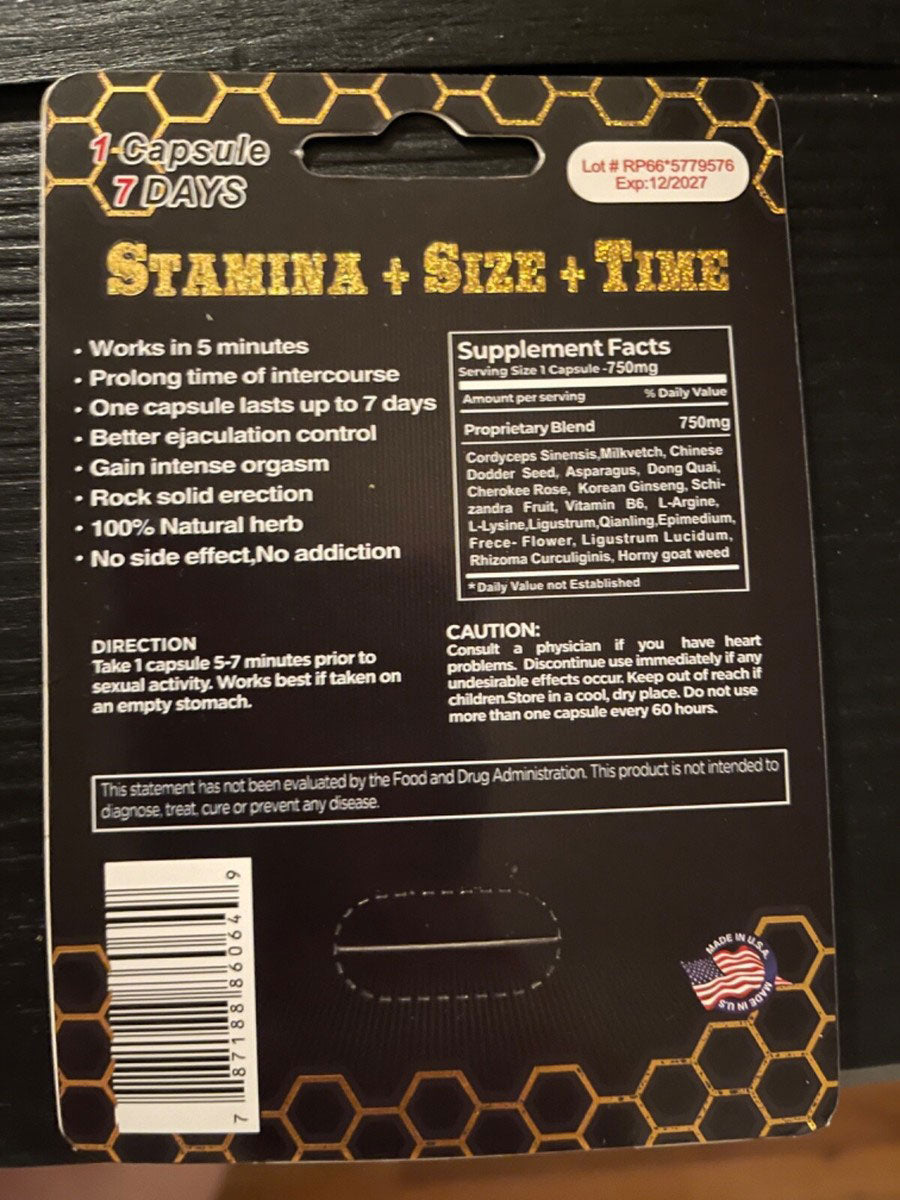 1 Capsule
7 DAYS
Lot # RP66*5779576
Exp:12/2027
STAMINA + SIZE + TIME
• Works in 5 minutes
• Prolong time of intercourse
• One capsule lasts up to 7 days
• Better ejaculation control
• Gain intense orgasm
• Rock solid erection
• 100% Natural herb
• No side effect,No addiction
Supplement Facts
Serving Size 1 Capsule -750mg
Amount per serving % Daily Value
Proprietary Blend 750mg
Cordyceps Sinensis,Milkvetch, Chinese
Dodder Seed, Asparagus, Dong Quai,
Cherokee Rose, Korean Ginseng, Schi-
zandra Fruit, Vitamin B6, L-Argine,
L-Lysine,Ligustrum,Qianling,Epimedium,
Frece- Flower, Ligustrum Lucidum,
Rhizoma Curculiginis, Horny goat weed
*Daily Value not Established
DIRECTION
Take 1 capsule 5-7 minutes prior to
sexual activity. Works best if taken on
an empty stomach.
CAUTION:
Consult a physician if you have heart
problems. Discontinue use immediately if any
undesirable effects occur. Keep out of reach if
children.Store in a cool, dry place. Do not use
more than one capsule every 60 hours.
This statement has not been evaluated by the Food and Drug Administration. This product is not intended to
diagnose, treat, cure or prevent any disease.
7 87188 86064 9
MADE IN U.S.A.
MADE IN U.S